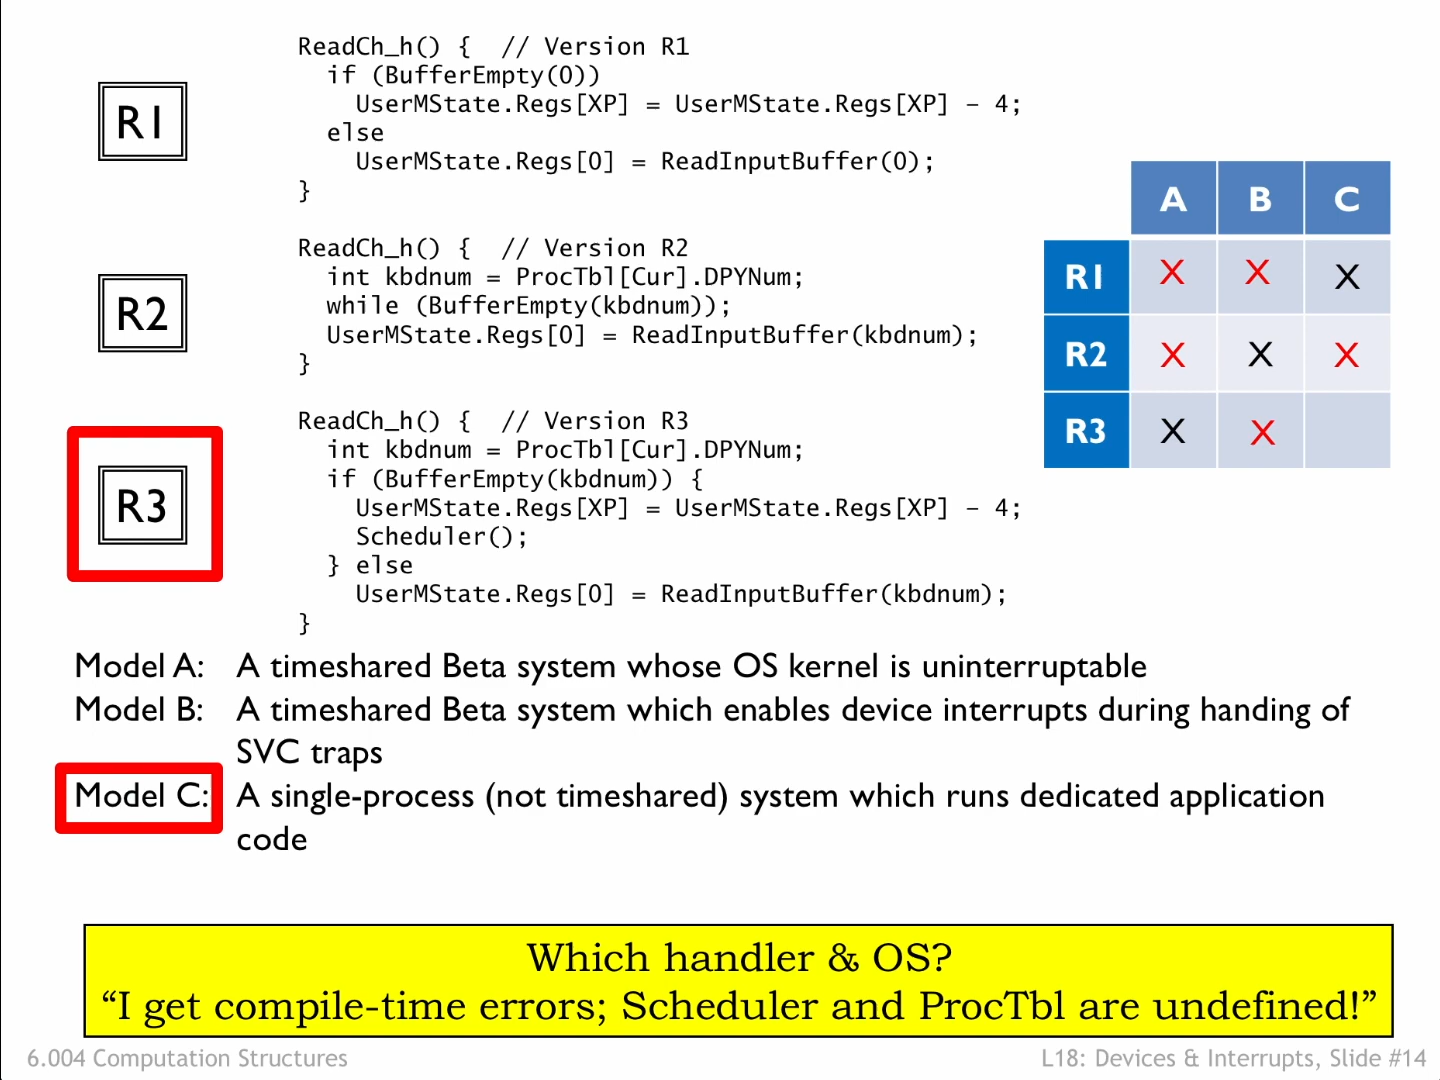 R1
ReadCh_h() {  // Version R1
  if (BufferEmpty(0))
    UserMState.Regs[XP] = UserMState.Regs[XP] – 4;
  else
    UserMState.Regs[0] = ReadInputBuffer(0);
}
R2
ReadCh_h() {  // Version R2
  int kbdnum = ProcTbl[Cur].DPYNum;
  while (BufferEmpty(kbdnum));
  UserMState.Regs[0] = ReadInputBuffer(kbdnum);
}
R3
ReadCh_h() {  // Version R3
  int kbdnum = ProcTbl[Cur].DPYNum;
  if (BufferEmpty(kbdnum)) {
    UserMState.Regs[XP] = UserMState.Regs[XP] – 4;
    Scheduler();
  } else
    UserMState.Regs[0] = ReadInputBuffer(kbdnum);
}
A B C
R1 X X X
R2 X X X
R3 X X
Model A: A timeshared Beta system whose OS kernel is uninterruptable
Model B: A timeshared Beta system which enables device interrupts during handing of
SVC traps
Model C: A single-process (not timeshared) system which runs dedicated application
code
Which handler & OS?
“I get compile-time errors; Scheduler and ProcTbl are undefined!”
6.004 Computation Structures
L18: Devices & Interrupts, Slide #14